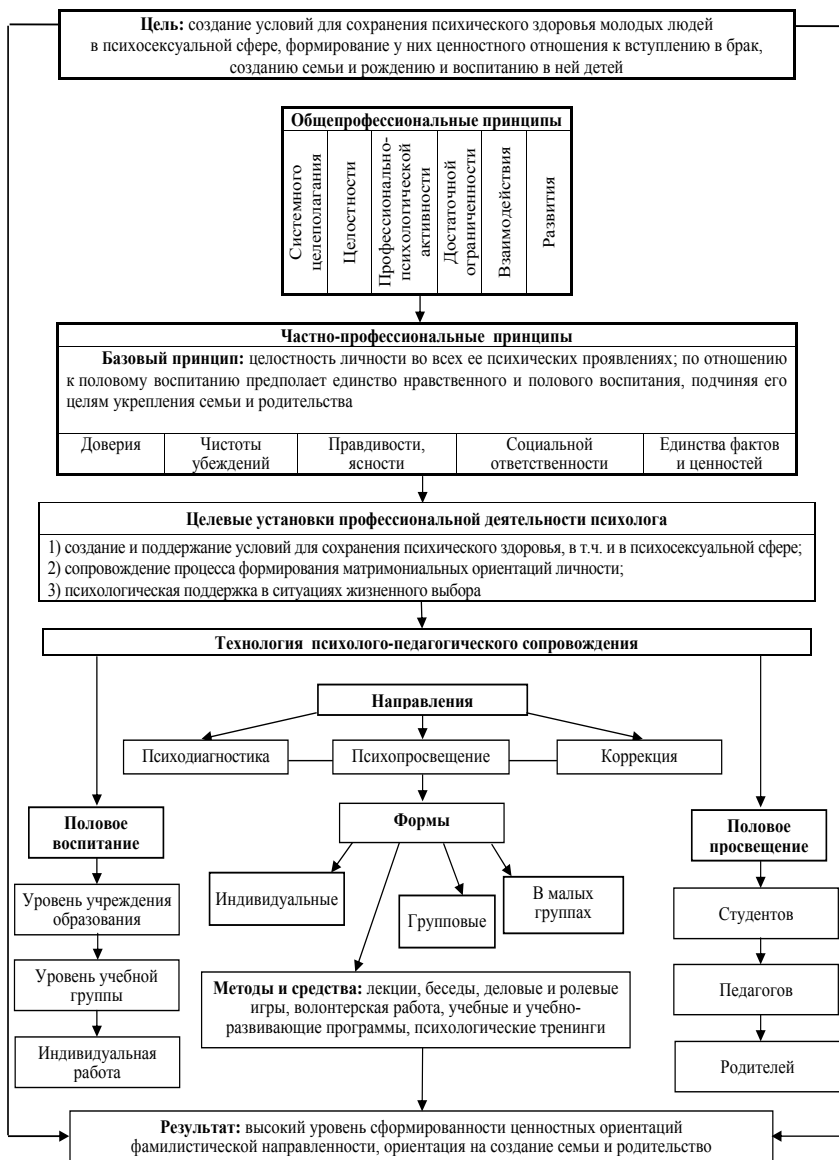 Цель: создание условий для сохранения психического здоровья молодых людей
в психосексуальной сфере, формирование у них ценностного отношения к вступлению в брак,
созданию семьи и рождению и воспитанию в ней детей
Общепрофессиональные принципы
Системного
целеполагания
Целостности
Профессионально-
психологической
активности
Достаточной
ограниченности
Взаимодействия
Развития
Частно-профессиональные принципы
Базовый принцип: целостность личности во всех ее психических проявлениях; по отношению
к половому воспитанию предполает единство нравственного и полового воспитания, подчиняя его
целям укрепления семьи и родительства
Доверия
Чистоты
убеждений
Правдивости,
ясности
Социальной
ответственности
Единства фактов
и ценностей
Целевые установки профессиональной деятельности психолога
1) создание и поддержание условий для сохранения психического здоровья, в т.ч. и в психосексуальной сфере;
2) сопровождение процесса формирования матримониальных ориентаций личности;
3) психологическая поддержка в ситуациях жизненного выбора
Технология психолого-педагогического сопровождения
Направления
Психодиагностика
Психопросвещение
Коррекция
Половое
воспитание
Формы
Половое
просвещение
Уровень учреждения
образования
Индивидуальные
Групповые
В малых
группах
Студентов
Уровень учебной
группы
Методы и средства: лекции, беседы, деловые и ролевые
игры, волонтерская работа, учебные и учебно-
развивающие программы, психологические тренинги
Педагогов
Индивидуальная
работа
Родителей
Результат: высокий уровень сформированности ценностных ориентаций
фамилистической направленности, ориентация на создание семьи и родительство